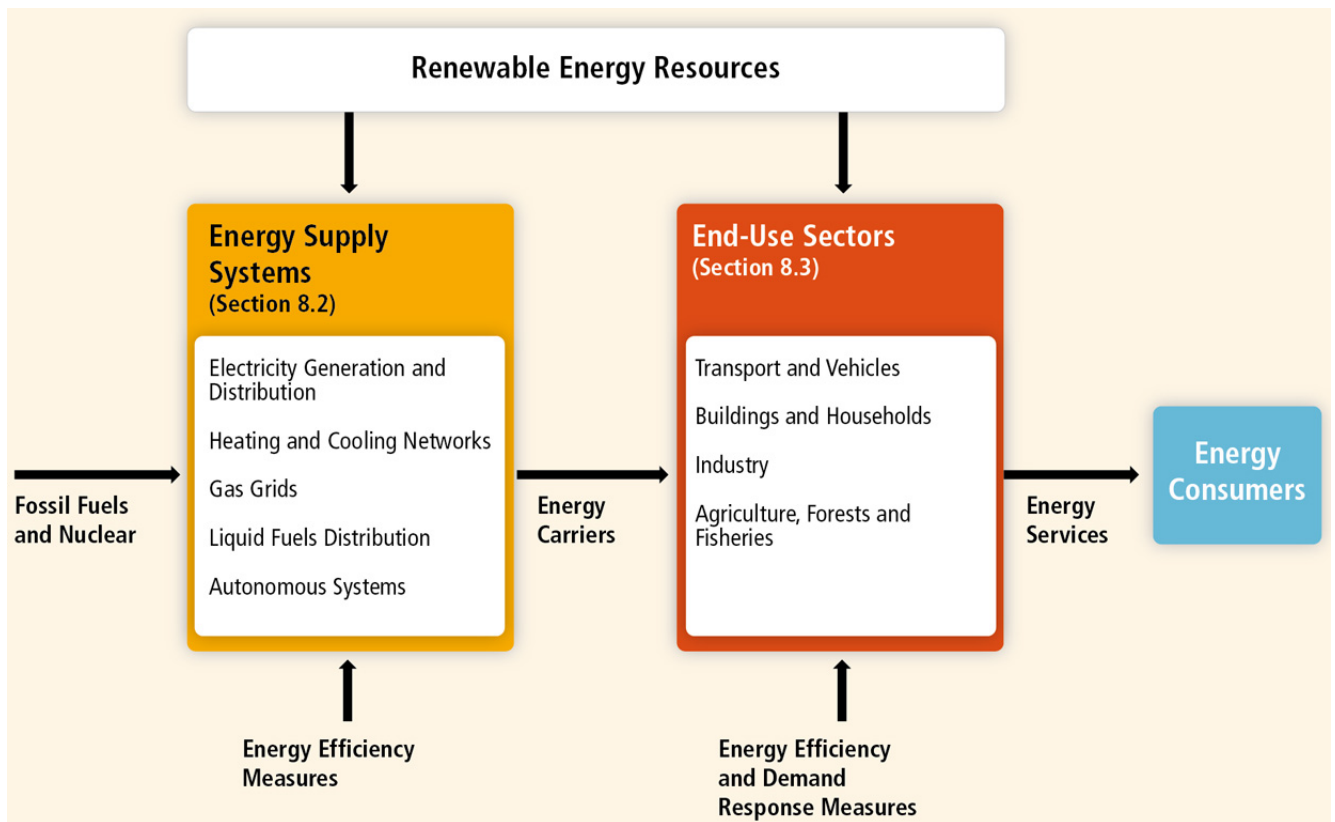 Renewable Energy Resources
Energy Supply
Systems
(Section 8.2)
Electricity Generation and
Distribution
Heating and Cooling Networks
Gas Grids
Liquid Fuels Distribution
Autonomous Systems
End-Use Sectors
(Section 8.3)
Transport and Vehicles
Buildings and Households
Industry
Agriculture, Forests and
Fisheries
Energy
Consumers
Fossil Fuels
and Nuclear
Energy
Carriers
Energy
Services
Energy Efficiency
Measures
Energy Efficiency
and Demand
Response Measures